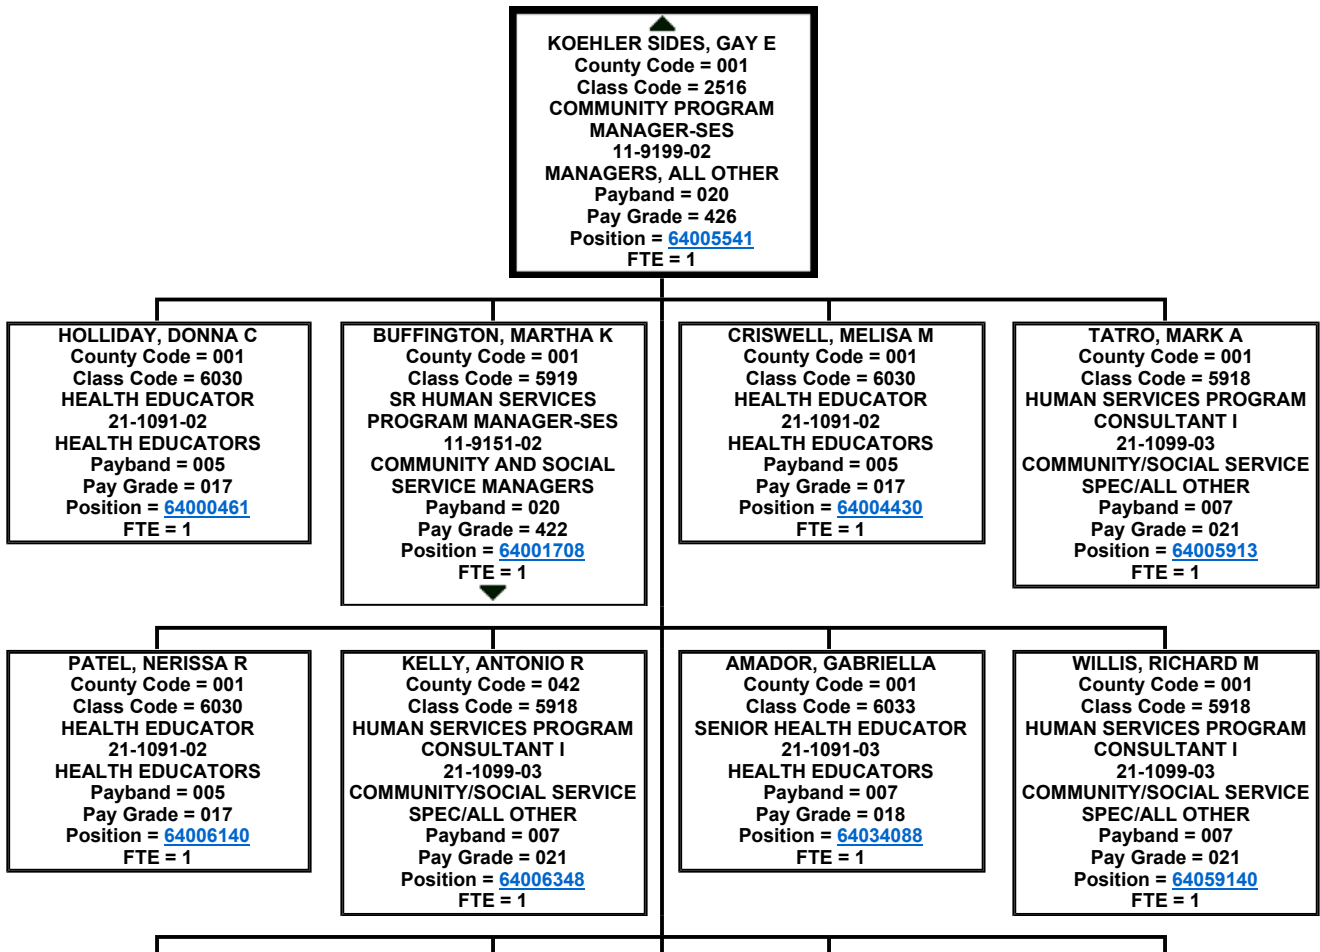 KOEHLER SIDES, GAY E
County Code = 001
Class Code = 2516
COMMUNITY PROGRAM
MANAGER-SES
11-9199-02
MANAGERS, ALL OTHER
Payband = 020
Pay Grade = 426
Position = 64005541
FTE = 1
HOLLIDAY, DONNA C
County Code = 001
Class Code = 6030
HEALTH EDUCATOR
21-1091-02
HEALTH EDUCATORS
Payband = 005
Pay Grade = 017
Position = 64000461
FTE = 1
BUFFINGTON, MARTHA K
County Code = 001
Class Code = 5919
SR HUMAN SERVICES
PROGRAM MANAGER-SES
11-9151-02
COMMUNITY AND SOCIAL
SERVICE MANAGERS
Payband = 020
Pay Grade = 422
Position = 64001708
FTE = 1
CRISWELL, MELISA M
County Code = 001
Class Code = 6030
HEALTH EDUCATOR
21-1091-02
HEALTH EDUCATORS
Payband = 005
Pay Grade = 017
Position = 64004430
FTE = 1
TATRO, MARK A
County Code = 001
Class Code = 5918
HUMAN SERVICES PROGRAM
CONSULTANT I
21-1099-03
COMMUNITY/SOCIAL SERVICE
SPEC/ALL OTHER
Payband = 007
Pay Grade = 021
Position = 64005913
FTE = 1
PATEL, NERISSA R
County Code = 001
Class Code = 6030
HEALTH EDUCATOR
21-1091-02
HEALTH EDUCATORS
Payband = 005
Pay Grade = 017
Position = 64006140
FTE = 1
KELLY, ANTONIO R
County Code = 042
Class Code = 5918
HUMAN SERVICES PROGRAM
CONSULTANT I
21-1099-03
COMMUNITY/SOCIAL SERVICE
SPEC/ALL OTHER
Payband = 007
Pay Grade = 021
Position = 64006348
FTE = 1
AMADOR, GABRIELLA
County Code = 001
Class Code = 6033
SENIOR HEALTH EDUCATOR
21-1091-03
HEALTH EDUCATORS
Payband = 007
Pay Grade = 018
Position = 64034088
FTE = 1
WILLIS, RICHARD M
County Code = 001
Class Code = 5918
HUMAN SERVICES PROGRAM
CONSULTANT I
21-1099-03
COMMUNITY/SOCIAL SERVICE
SPEC/ALL OTHER
Payband = 007
Pay Grade = 021
Position = 64059140
FTE = 1